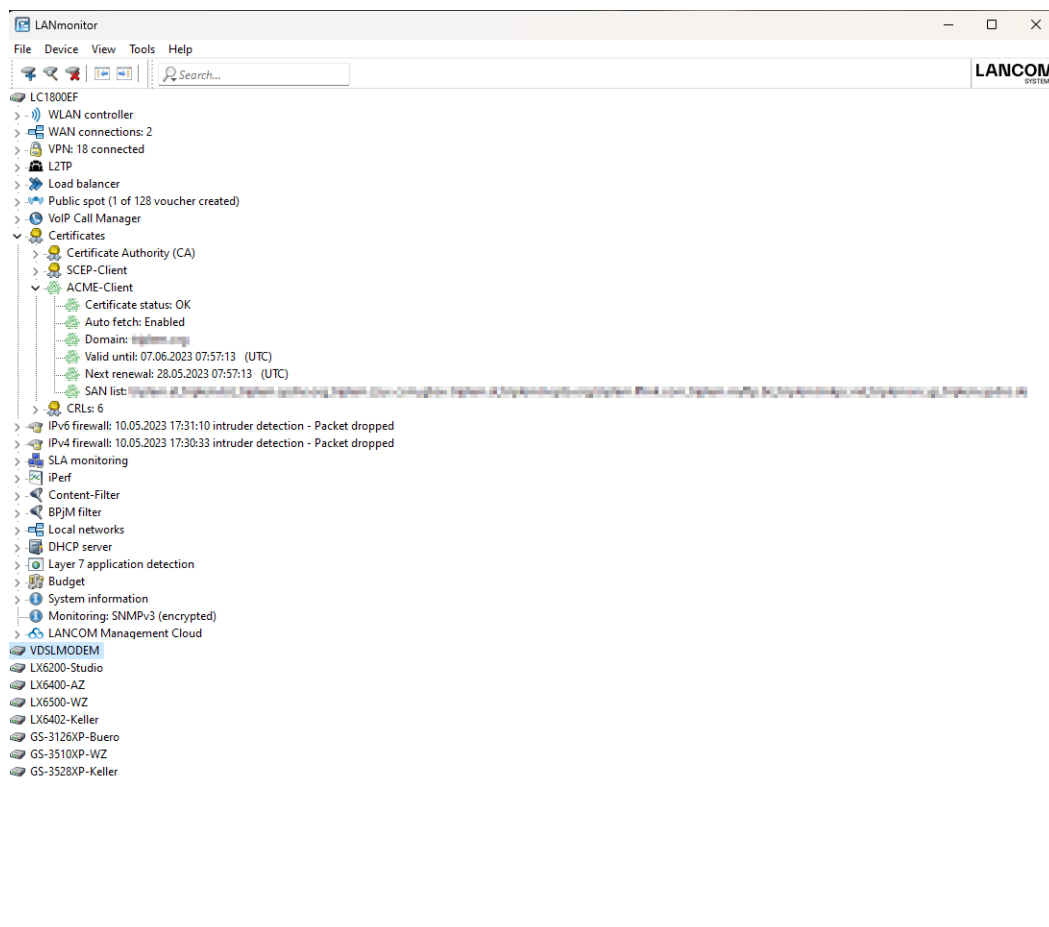 LANmonitor
File Device View Tools Help
Search...
LANCOM
SYSTEM
LC1800EF
WLAN controller
WAN connections: 2
VPN: 18 connected
L2TP
Load balancer
Public spot (1 of 128 voucher created)
VoIP Call Manager
Certificates
Certificate Authority (CA)
SCEP-Client
ACME-Client
Certificate status: OK
Auto fetch: Enabled
Domain:
Valid until: 07.06.2023 07:57:13 (UTC)
Next renewal: 28.05.2023 07:57:13 (UTC)
SAN list:
CRLs: 6
IPv6 firewall: 10.05.2023 17:31:10 intruder detection - Packet dropped
IPv4 firewall: 10.05.2023 17:30:33 intruder detection - Packet dropped
SLA monitoring
iPerf
Content-Filter
BPjM filter
Local networks
DHCP server
Layer 7 application detection
Budget
System information
Monitoring: SNMPv3 (encrypted)
LANCOM Management Cloud
VDSLMODEM
LX6200-Studio
LX6400-AZ
LX6500-WZ
LX6402-Keller
GS-3126XP-Buero
GS-3510XP-WZ
GS-3528XP-Keller